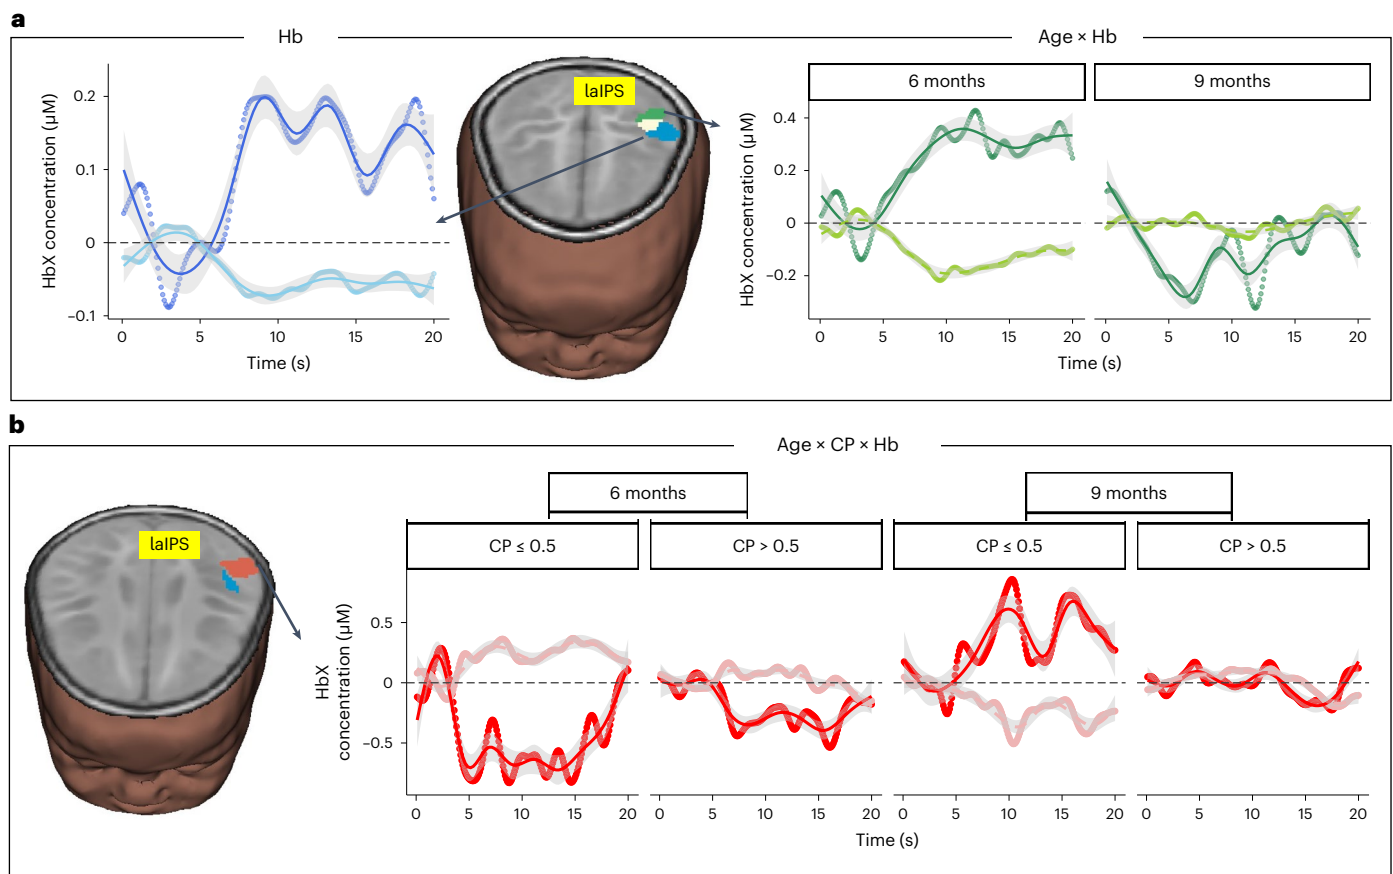 a
Hb
Age × Hb
laIPS
6 months
9 months
HbX concentration (μM)
0.2
0.1
0
−0.1
0 5 10 15 20
Time (s)
HbX concentration (μM)
0.4
0.2
0
−0.2
0 5 10 15 20
0 5 10 15 20
Time (s)
b
Age × CP × Hb
laIPS
6 months
9 months
CP ≤ 0.5
CP > 0.5
CP ≤ 0.5
CP > 0.5
HbX
concentration (μM)
0.5
0
−0.5
0 5 10 15 20
0 5 10 15 20
0 5 10 15 20
0 5 10 15 20
Time (s)